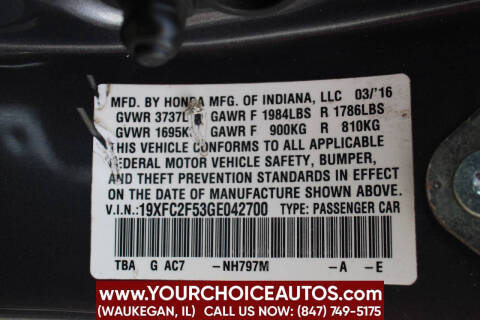 MFD. BY HONDA MFG. OF INDIANA, LLC 03/'16
GVWR 3737L GAWR F 1984LBS R 1786LBS
GVWR 1695K GAWR F 900KG R 810KG
THIS VEHICLE CONFORMS TO ALL APPLICABLE
FEDERAL MOTOR VEHICLE SAFETY, BUMPER,
AND THEFT PREVENTION STANDARDS IN EFFECT
ON THE DATE OF MANUFACTURE SHOWN ABOVE.
V.I.N.:19XFC2F53GE042700 TYPE: PASSENGER CAR
TBA G AC7 -NH797M -A -E
WWW.YOURCHOICEAUTOS.COM
(WAUKEGAN, IL) CALL US NOW: (847) 749-5175